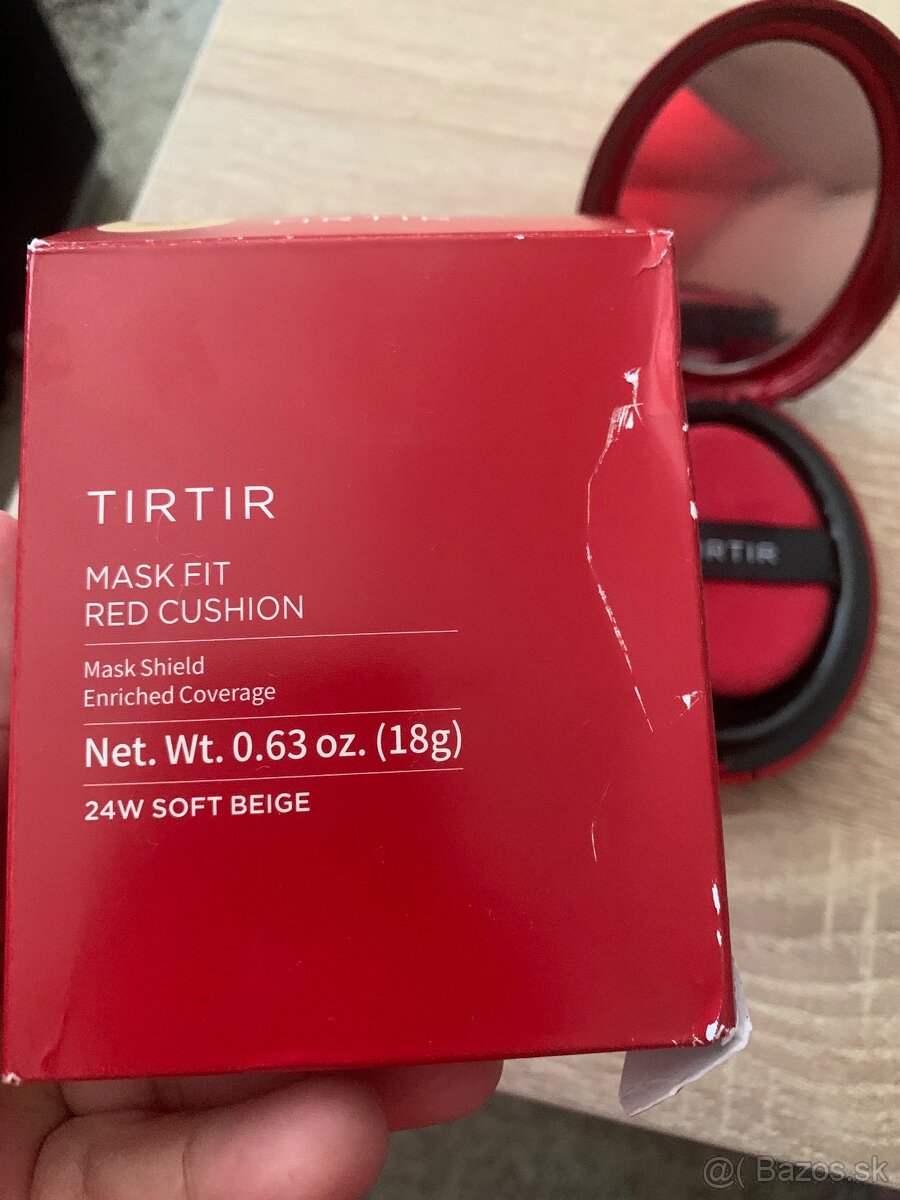 TIRTIR
MASK FIT
RED CUSHION
Mask Shield
Enriched Coverage
Net. Wt. 0.63 oz. (18g)
24W SOFT BEIGE
RTIR
@( Bazos.sk